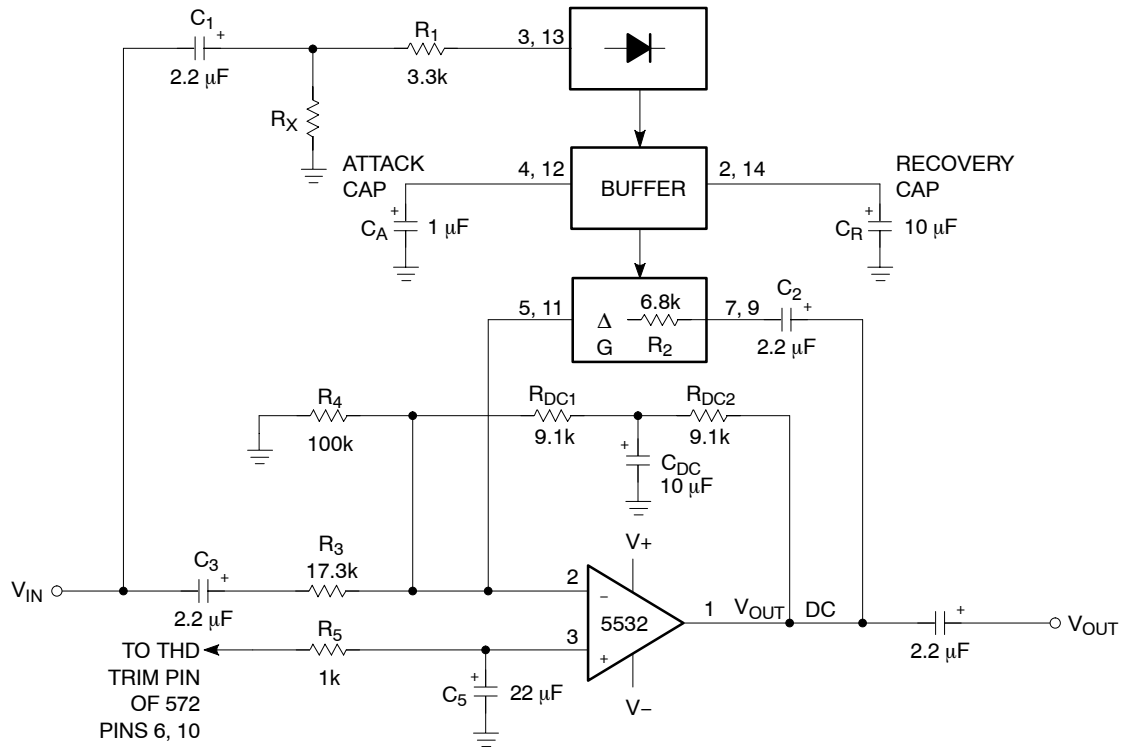 C1
+
2.2 μF
R1
3.3k
3, 13
RX
ATTACK
CAP
4, 12
BUFFER
2, 14
RECOVERY
CAP
+
CA
1 μF
+
CR
10 μF
5, 11
Δ
G
6.8k
R2
7, 9
C2
+
2.2 μF
R4
100k
RDC1
9.1k
RDC2
9.1k
+
CDC
10 μF
VIN
C3
+
2.2 μF
R3
17.3k
2
−
V+
5532
1
VOUT
DC
+
2.2 μF
VOUT
TO THD
TRIM PIN
OF 572
PINS 6, 10
R5
1k
3
+
+
C5
22 μF
V−